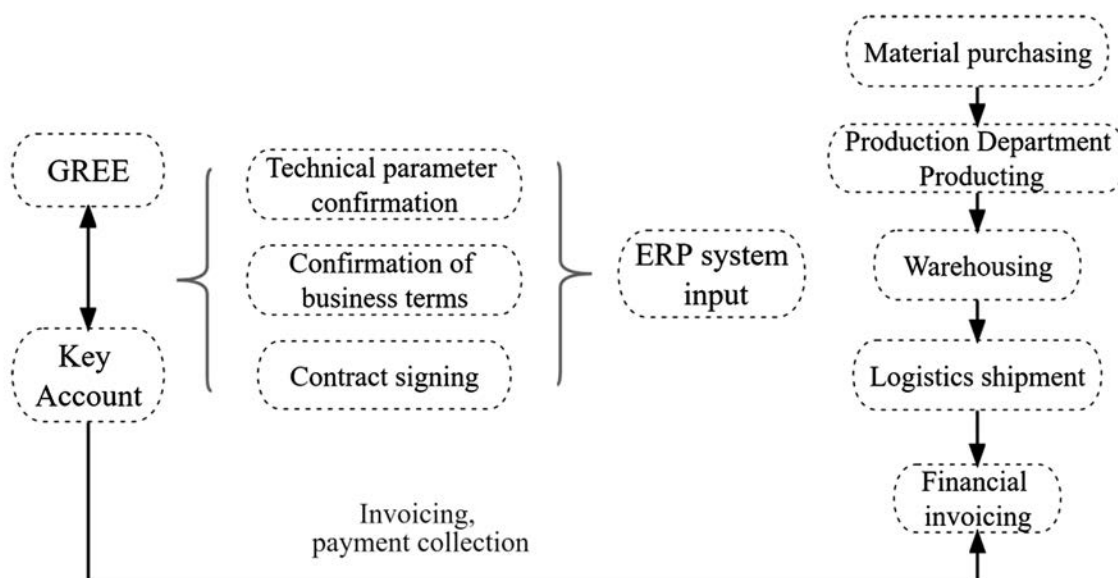 GREE
Key
Account
Technical parameter
confirmation
Confirmation of
business terms
Contract signing
ERP system
input
Material purchasing
Production Department
Producting
Warehousing
Logistics shipment
Financial
invoicing
Invoicing,
payment collection